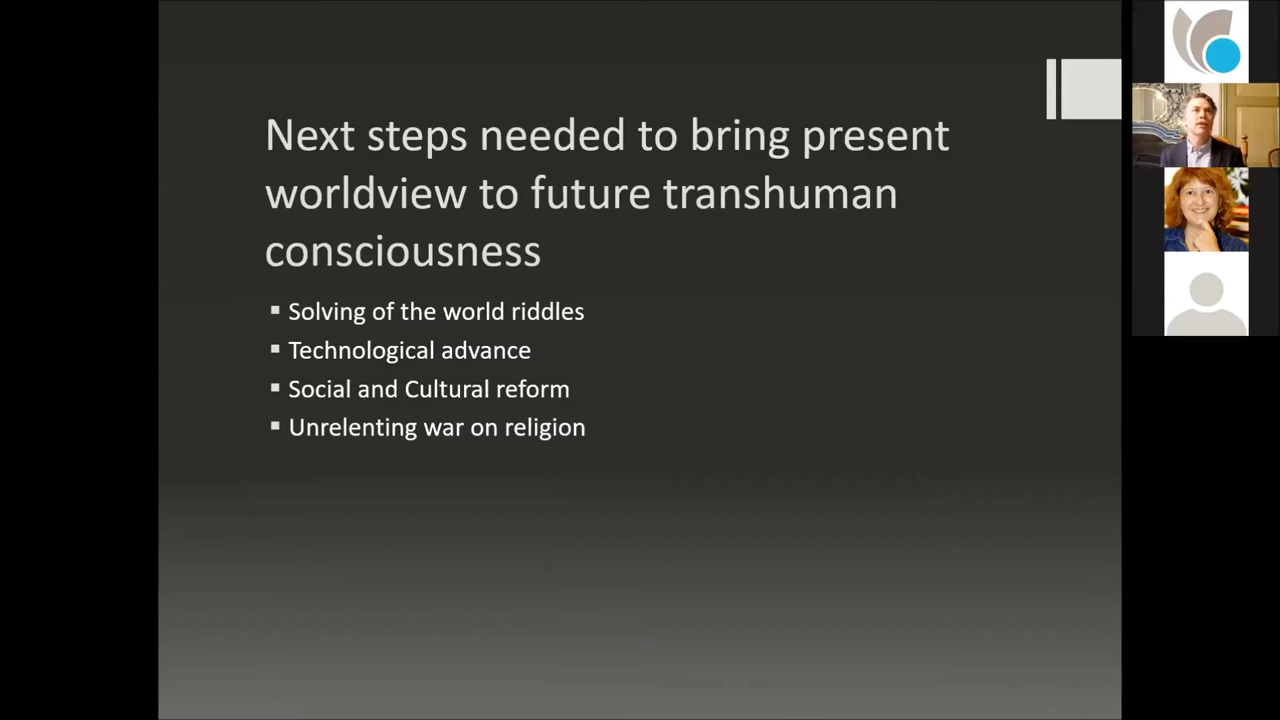 Next steps needed to bring present
worldview to future transhuman
consciousness
Solving of the world riddles
Technological advance
Social and Cultural reform
Unrelenting war on religion